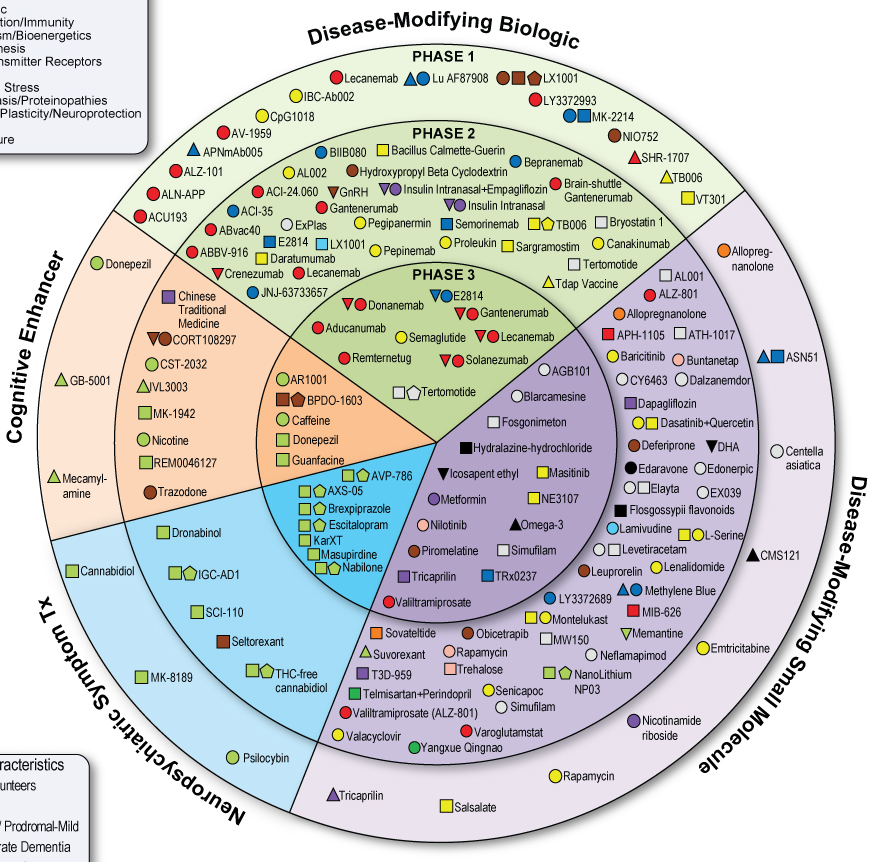 c
tion/Immunity
sm/Bioenergetics
nesis
nsmitter Receptors
Stress
asis/Proteinopathies
Plasticity/Neuroprotection
ure
Disease-Modifying Biologic
PHASE 1
Lecanemab
Lu AF87908
LX1001
IBC-Ab002
LY3372993
CpG1018
MK-2214
AV-1959
NIO752
APNmAb005
SHR-1707
ALZ-101
TB006
ALN-APP
VT301
ACU193
PHASE 2
BIIB080
Bacillus Calmette-Guerin
Bepranemab
AL002
Hydroxypropyl Beta Cyclodextrin
ACI-24.060
GnRH
Insulin Intranasal+Empagliflozin
Brain-shuttle
Gantenerumab
ACI-35
Gantenerumab
Insulin Intranasal
ABvac40
ExPlas
Pegipanermin
Semorinemab
TB006
Bryostatin 1
E2814
LX1001
Pepinemab
Proleukin
Sargramostim
Canakinumab
ABBV-916
Daratumumab
Tertomotide
Crenezumab
Lecanemab
Tdap Vaccine
JNJ-63733657
PHASE 3
Donanemab
E2814
Gantenerumab
Aducanumab
Semaglutide
Lecanemab
Remternetug
Solanezumab
Tertomotide
Cognitive Enhancer
Donepezil
GB-5001
Mecamyl-
amine
Chinese
Traditional
Medicine
CORT108297
CST-2032
IVL3003
MK-1942
Nicotine
REM0046127
Trazodone
AR1001
BPDO-1603
Caffeine
Donepezil
Guanfacine
Neuropsychiatric Symptom Tx
AVP-786
AXS-05
Brexpiprazole
Escitalopram
KarXT
Masupirdine
Nabilone
Dronabinol
IGC-AD1
SCI-110
Seltorexant
THC-free
cannabidiol
Cannabidiol
MK-8189
Psilocybin
Disease-Modifying Small Molecule
AGB101
Blarcamesine
Fosgonimeton
Hydralazine-hydrochloride
Icosapent ethyl
Masitinib
Metformin
NE3107
Nilotinib
Omega-3
Piromelatine
Simufilam
Tricaprilin
TRx0237
Valiltramiprosate
AL001
ALZ-801
Allopregnanolone
APH-1105
ATH-1017
Baricitinib
Buntanetap
CY6463
Dalzanemdor
Dapagliflozin
Dasatinib+Quercetin
Deferiprone
DHA
Edaravone
Edonerpic
Elayta
EX039
Flosgossypii flavonoids
Lamivudine
L-Serine
Levetiracetam
Leuprorelin
Lenalidomide
LY3372689
Methylene Blue
Montelukast
MIB-626
MW150
Memantine
Neflamapimod
NanoLithium
NP03
Sovateltide
Obicetrapib
Suvorexant
Rapamycin
T3D-959
Trehalose
Telmisartan+Perindopril
Senicapoc
Valiltramiprosate (ALZ-801)
Simufilam
Valacyclovir
Varoglutamstat
Yangxue Qingnao
Allopreg-
nanolone
ASN51
Centella
asiatica
CMS121
Emtricitabine
Nicotinamide
riboside
Rapamycin
Salsalate
Tricaprilin
racteristics
unteers
/ Prodromal-Mild
rate Dementia